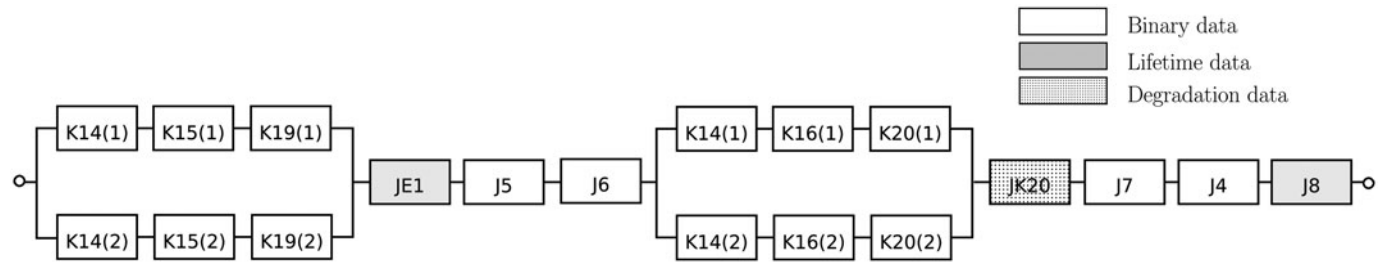 Binary data
Lifetime data
Degradation data
K14(1) K15(1) K19(1) K14(1) K16(1) K20(1)
JE1 J5 J6 JK20 J7 J4 J8
K14(2) K15(2) K19(2) K14(2) K16(2) K20(2)